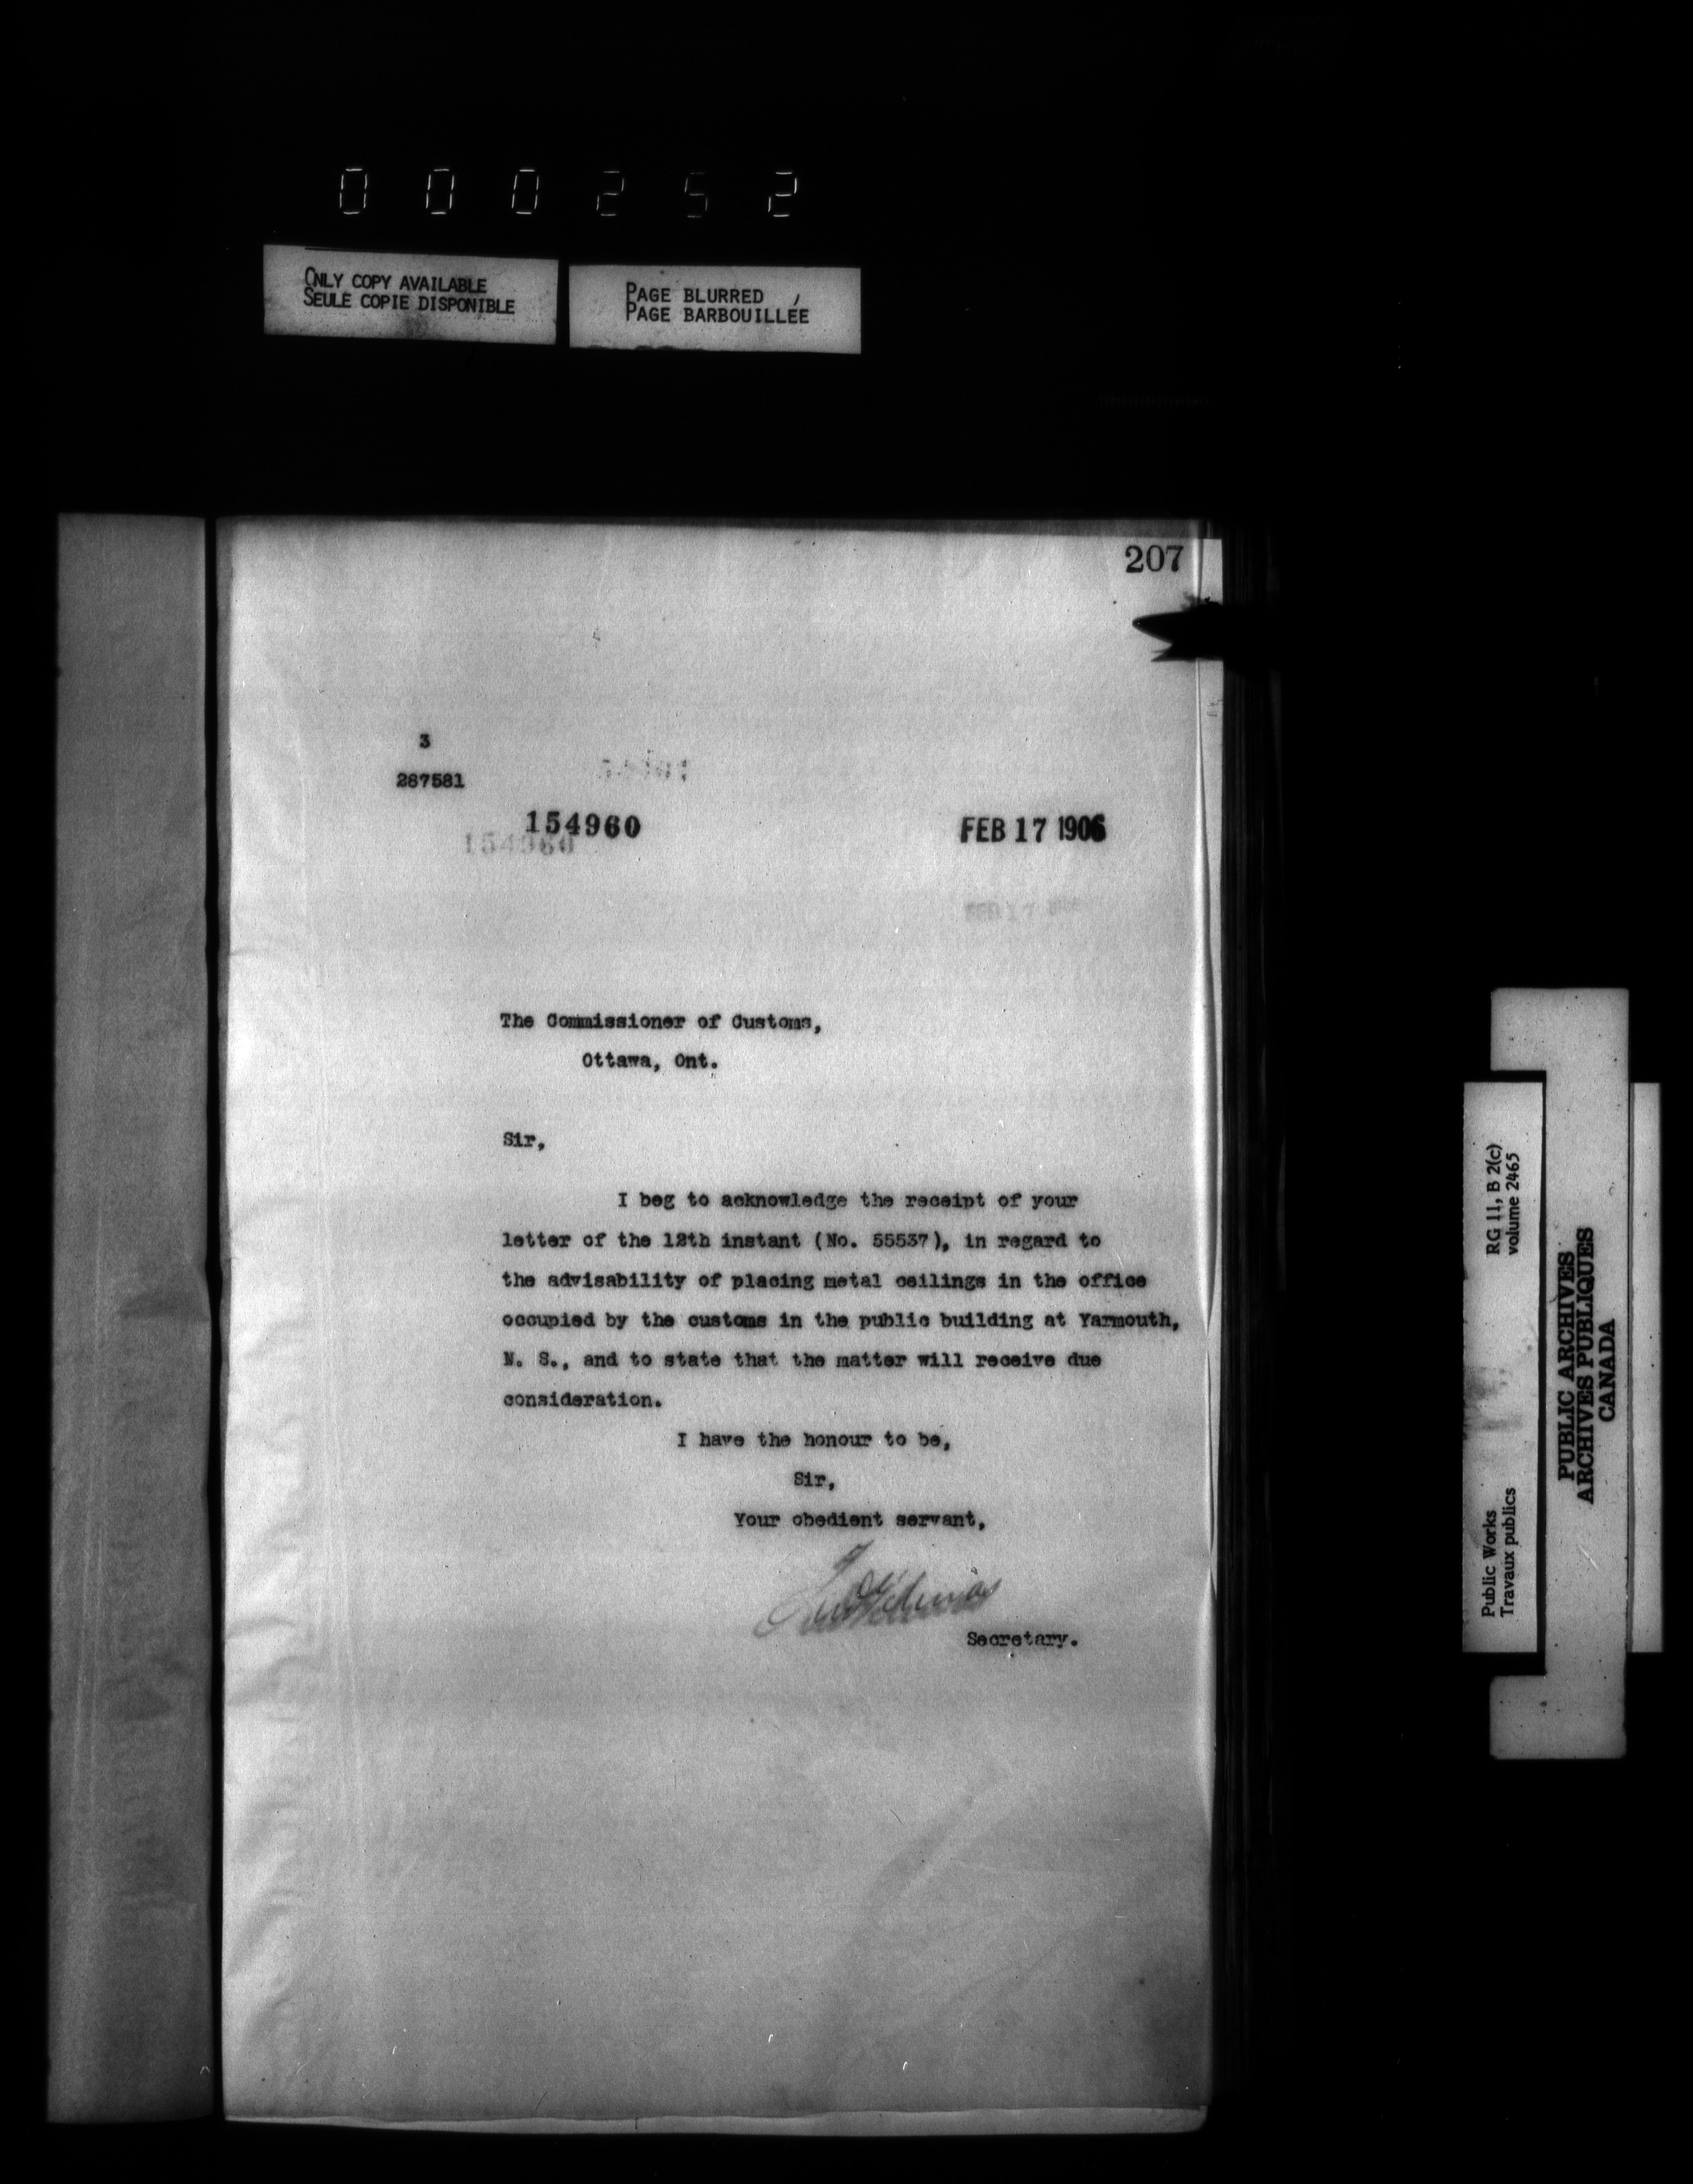 000252
ONLY COPY AVAILABLE
SEULE COPIE DISPONIBLE
PAGE BLURRED
PAGE BARBOUILLÉE
207
3
287581
154960
154960
FEB 17 1906
FEB 17
The Commissioner of Customs,
Ottawa, Ont.
Sir,
I beg to acknowledge the receipt of your
letter of the 12th instant (No. 55537), in regard to
the advisability of placing metal ceilings in the office
occupied by the customs in the public building at Yarmouth,
N. S., and to state that the matter will receive due
consideration.
I have the honour to be,
Sir,
Your obedient servant,
Secretary.
RG 11, B 2(c)
volume 2465
Public Works
Travaux publics
PUBLIC ARCHIVES
ARCHIVES PUBLIQUES
CANADA